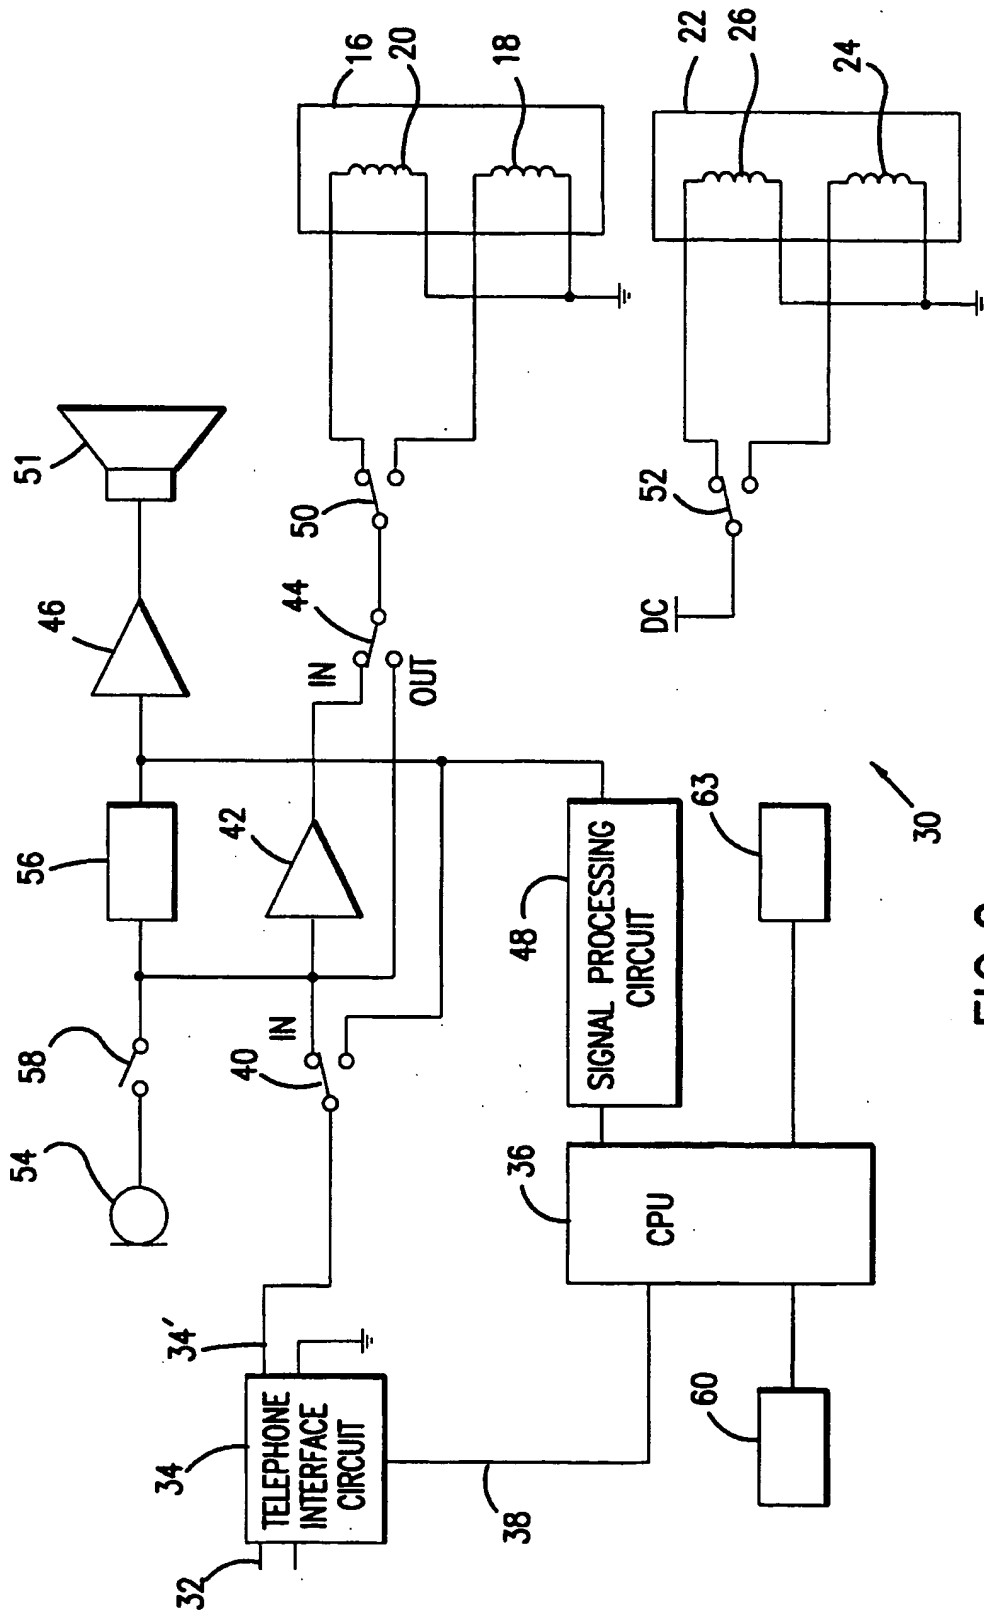 54
58
56
46
51
32
34
34'
TELEPHONE
INTERFACE
CIRCUIT
40
IN
42
IN
44
OUT
50
16
20
18
38
36
CPU
48
SIGNAL PROCESSING
CIRCUIT
DC
52
22
26
24
60
63
30